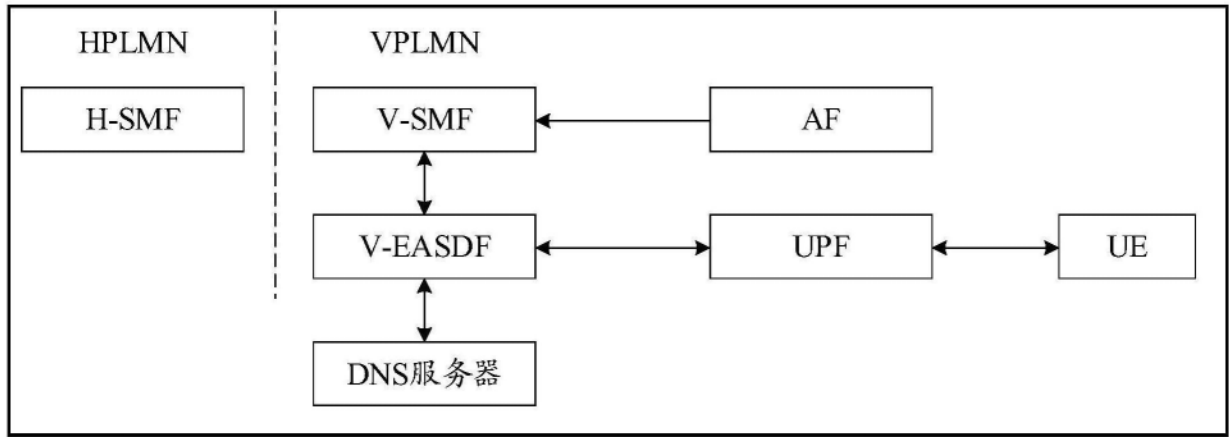 HPLMN
VPLMN
H-SMF
V-SMF
AF
V-EASDF
UPF
UE
DNS服务器